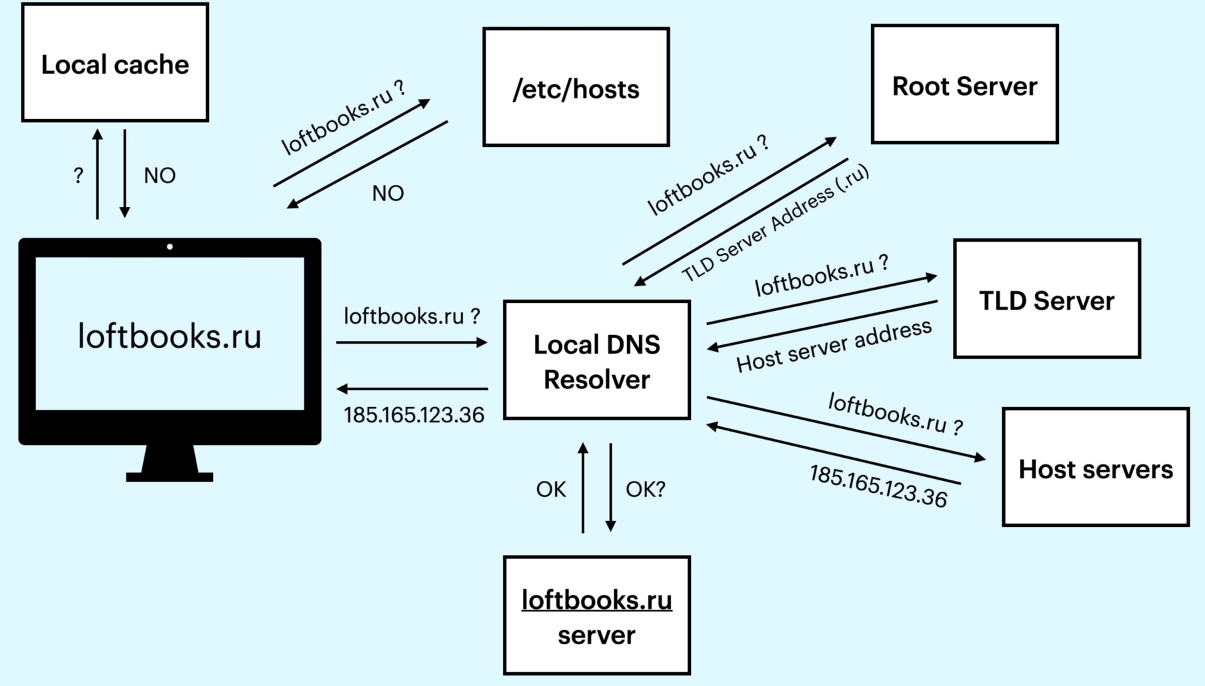 Local cache
/etc/hosts
Root Server
loftbooks.ru ?
?
NO
NO
loftbooks.ru ?
TLD Server Address (.ru)
loftbooks.ru
loftbooks.ru ?
185.165.123.36
Local DNS
Resolver
loftbooks.ru ?
Host server address
TLD Server
loftbooks.ru ?
185.165.123.36
Host servers
OK
OK?
loftbooks.ru
server